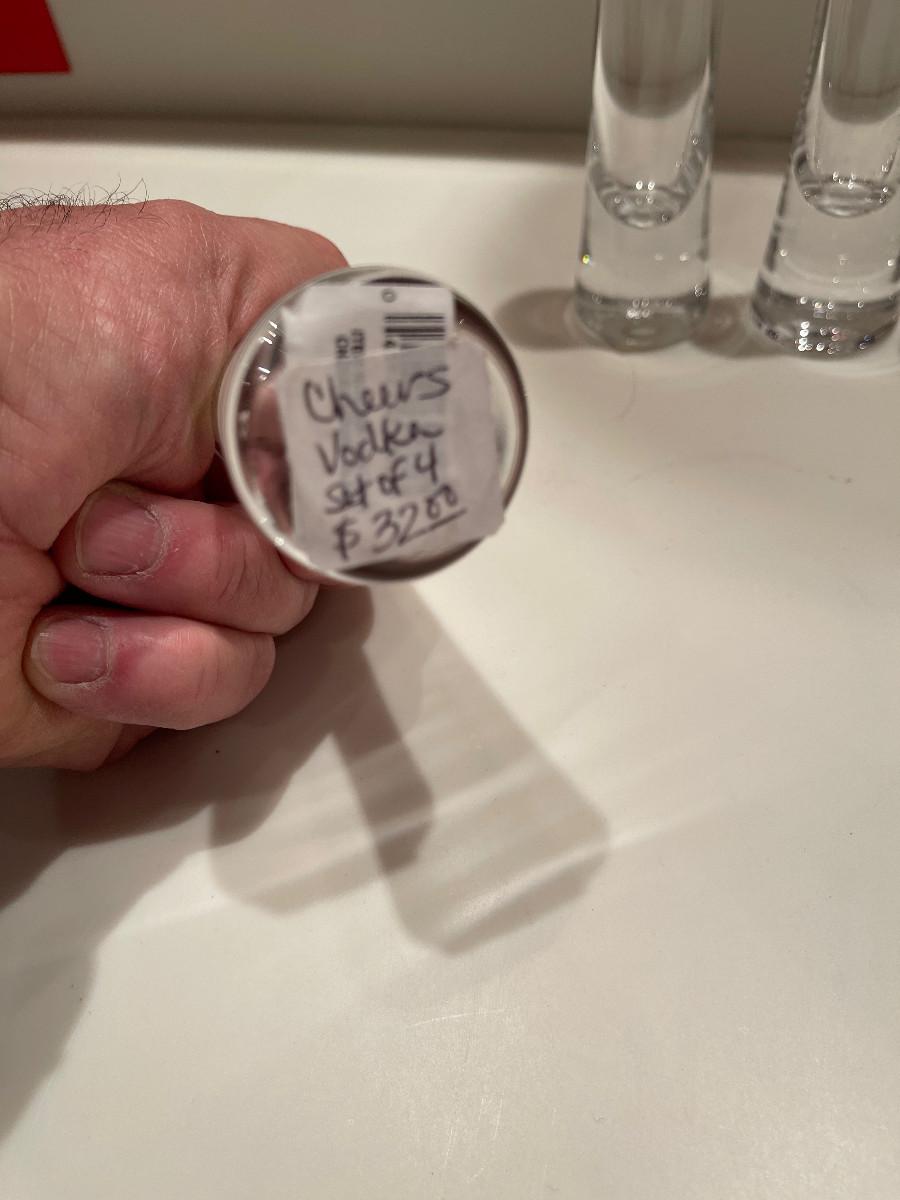 Cheers
Vodka
Set of 4
$ 32.00